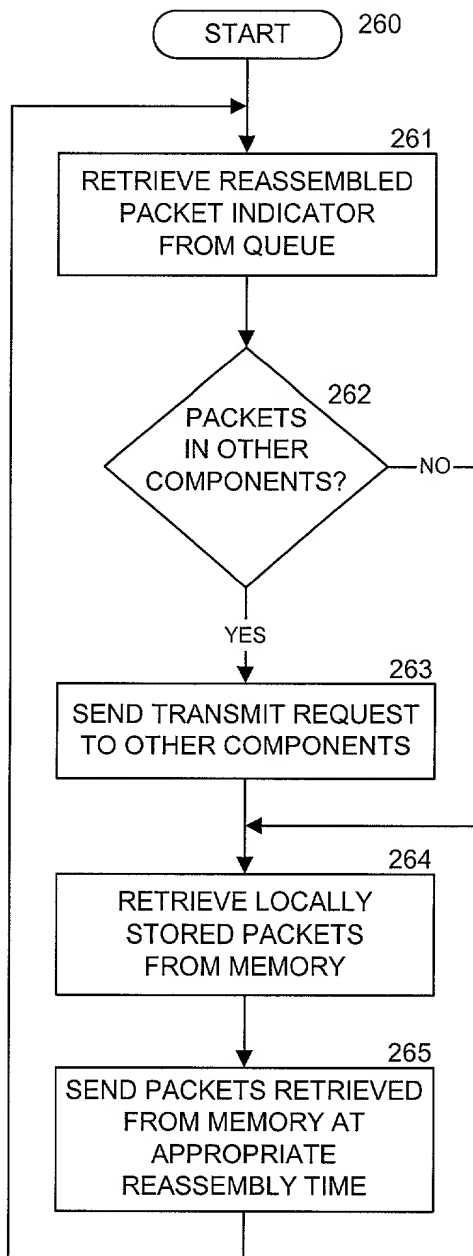 START
260
261
RETRIEVE REASSEMBLED
PACKET INDICATOR
FROM QUEUE
262
PACKETS
IN OTHER
COMPONENTS?
NO
YES
263
SEND TRANSMIT REQUEST
TO OTHER COMPONENTS
264
RETRIEVE LOCALLY
STORED PACKETS
FROM MEMORY
265
SEND PACKETS RETRIEVED
FROM MEMORY AT
APPROPRIATE
REASSEMBLY TIME